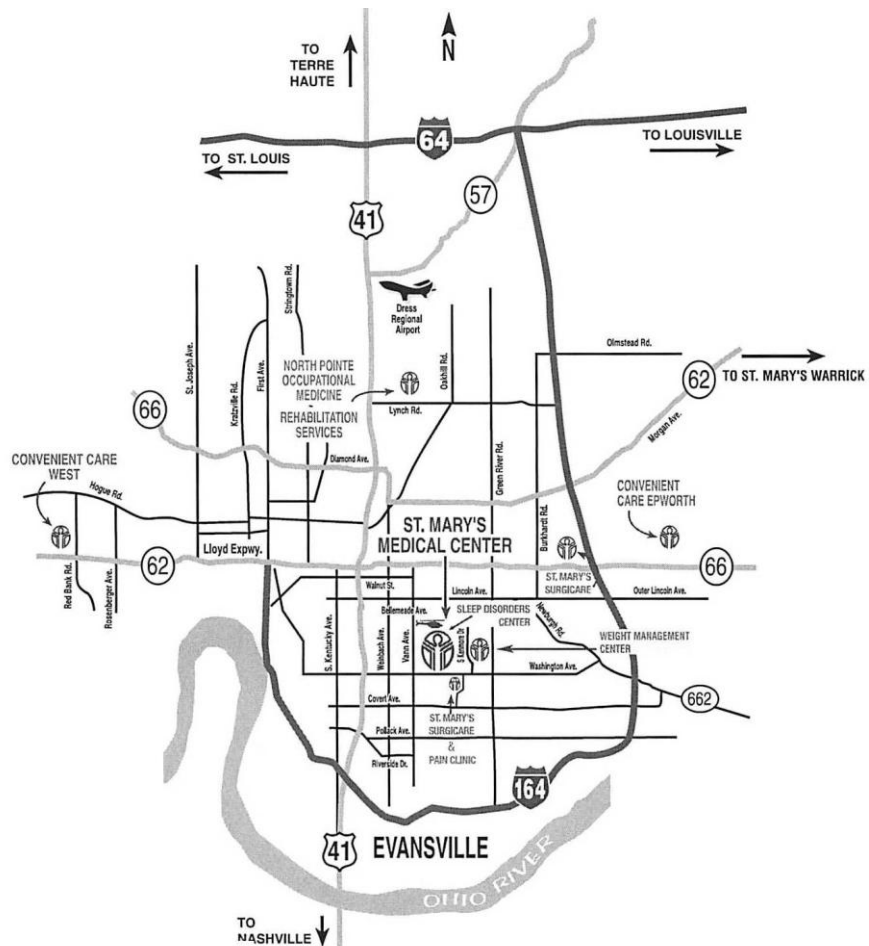 TO
TERRE
HAUTE
N
TO ST. LOUIS
64
TO LOUISVILLE
57
41
Stringtown Rd.
Dress
Regional
Airport
St. Joseph Ave.
Kratzville Rd.
First Ave.
NORTH POINTE
OCCUPATIONAL
MEDICINE
REHABILITATION
SERVICES
Oakhill Rd.
Lynch Rd.
Olmstead Rd.
62
TO ST. MARY'S WARRICK
66
Morgan Ave.
Green River Rd.
Diamond Ave.
CONVENIENT CARE
WEST
Hogue Rd.
CONVENIENT
CARE EPWORTH
Burkhardt Rd.
ST. MARY'S
MEDICAL CENTER
Lloyd Expwy.
62
66
Red Bank Rd.
Rosenberger Ave.
ST. MARY'S
SURGICARE
Walnut St.
Lincoln Ave.
Outer Lincoln Ave.
Bellemeade Ave.
SLEEP DISORDERS
CENTER
Newburgh Rd.
S. Kentucky Ave.
Weinbach Ave.
Vann Ave.
S Kenmore Dr
WEIGHT MANAGEMENT
CENTER
Washington Ave.
662
Covert Ave.
ST. MARY'S
SURGICARE
&
PAIN CLINIC
Pollack Ave.
Riverside Dr.
164
41
EVANSVILLE
OHIO RIVER
TO
NASHVILLE